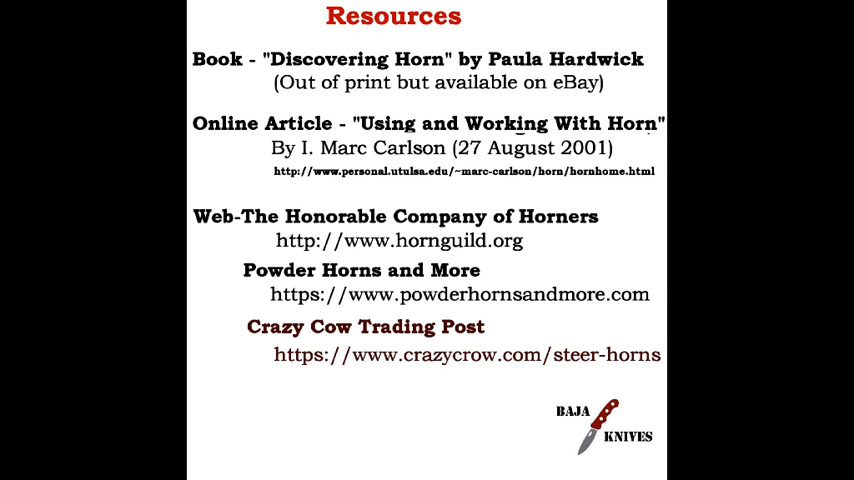 Resources
Book - "Discovering Horn" by Paula Hardwick
(Out of print but available on eBay)
Online Article - "Using and Working With Horn"
By I. Marc Carlson (27 August 2001)
http://www.personal.utulsa.edu/~marc-carlson/horn/hornhome.html
Web-The Honorable Company of Horners
http://www.hornguild.org
Powder Horns and More
https://www.powderhornsandmore.com
Crazy Cow Trading Post
https://www.crazycrow.com/steer-horns
BAJA
KNIVES